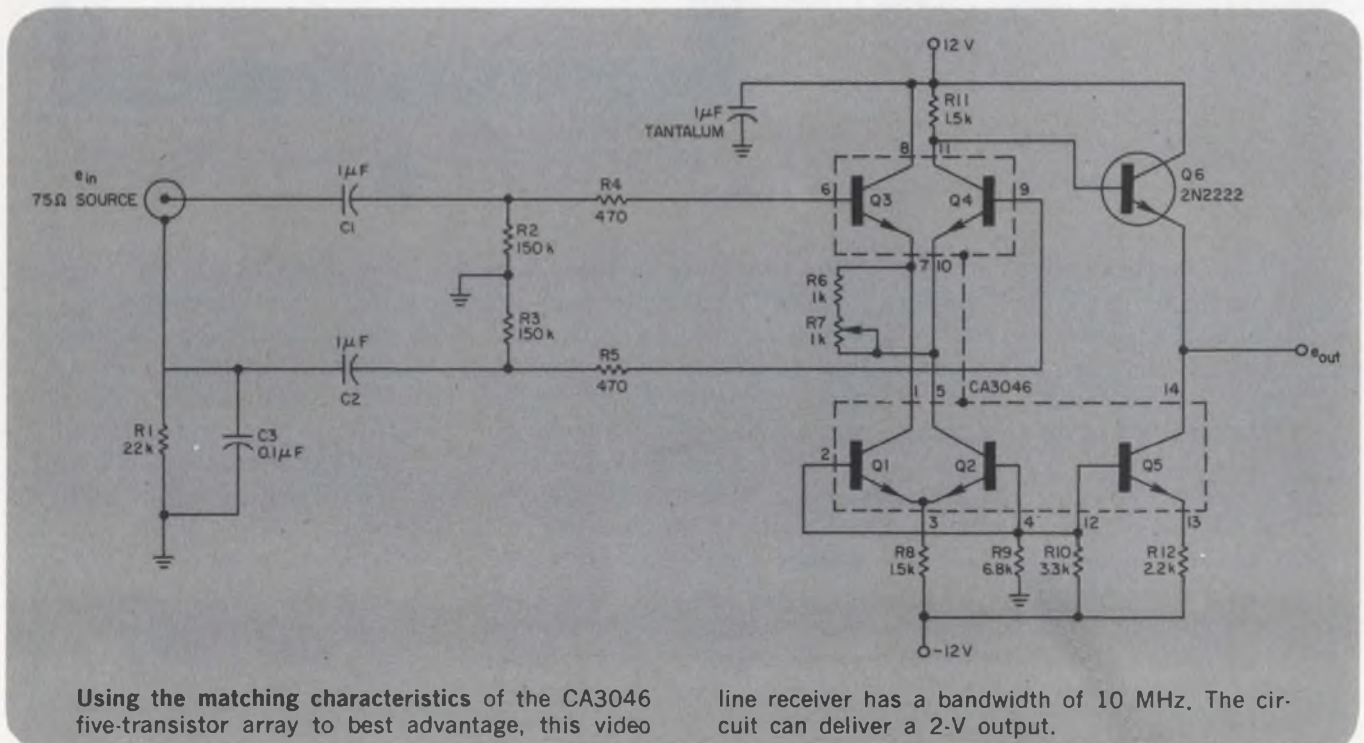 12 V
1µF
TANTALUM
R11
1.5k
8
11
e in
75Ω SOURCE
1µF
C1
R4
470
6
Q3
Q4
9
Q6
2N2222
R2
150k
7
10
R6
1k
R7
1k
R3
150k
1µF
C2
R5
470
e out
1
5
CA3046
14
R1
22k
C3
0.1µF
2
Q1
Q2
Q5
3
4
12
13
R8
1.5k
R9
6.8k
R10
3.3k
R12
2.2k
-12V
Using the matching characteristics of the CA3046
five-transistor array to best advantage, this video
line receiver has a bandwidth of 10 MHz. The cir-
cuit can deliver a 2-V output.